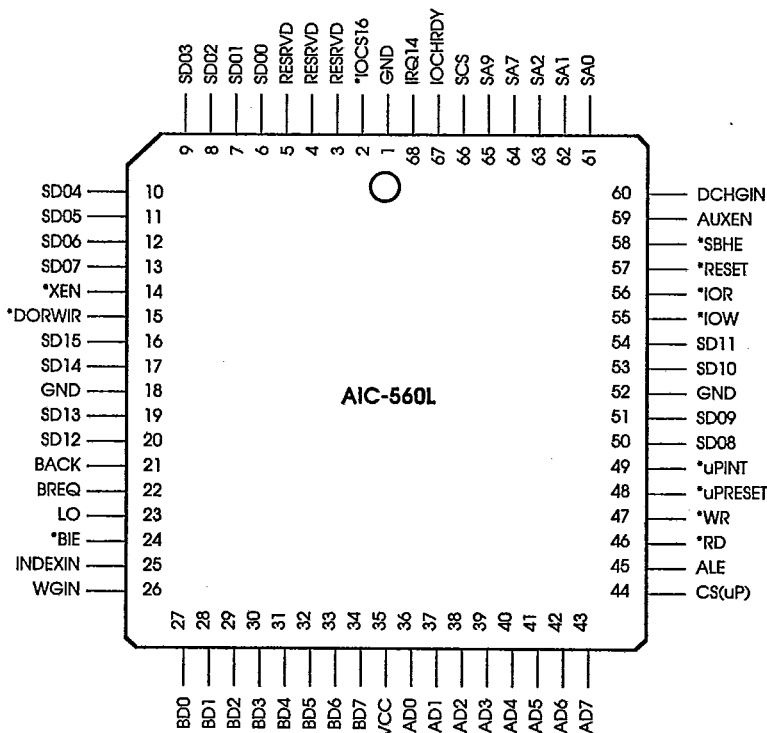 SD03 SD02 SD01 SD00 RESRVD RESRVD RESRVD *IOCS16 GND IRQ14 IOCHRDY SCS SA9 SA7 SA2 SA1 SA0
9 8 7 6 5 4 3 2 1 68 67 66 65 64 63 62 61
SD04 10 60 DCHGIN
SD05 11 59 AUXEN
SD06 12 58 *SBHE
SD07 13 57 *RESET
*XEN 14 56 *IOR
*DORWIR 15 55 *IOW
SD15 16 54 SD11
SD14 17 53 SD10
GND 18 AIC-560L 52 GND
SD13 19 51 SD09
SD12 20 50 SD08
BACK 21 49 *uPINT
BREQ 22 48 *uPRESET
LO 23 47 *WR
*BIE 24 46 *RD
INDEXIN 25 45 ALE
WGIN 26 44 CS(uP)
27 28 29 30 31 32 33 34 35 36 37 38 39 40 41 42 43
BD0 BD1 BD2 BD3 BD4 BD5 BD6 BD7 VCC AD0 AD1 AD2 AD3 AD4 AD5 AD6 AD7